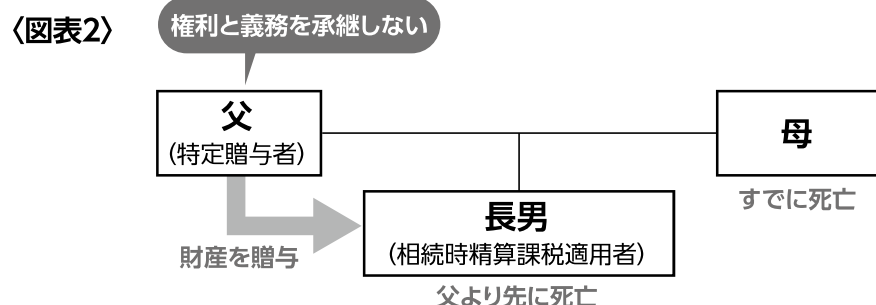 〈図表2〉
権利と義務を承継しない
父
(特定贈与者)
母
すでに死亡
長男
(相続時精算課税適用者)
財産を贈与
父より先に死亡